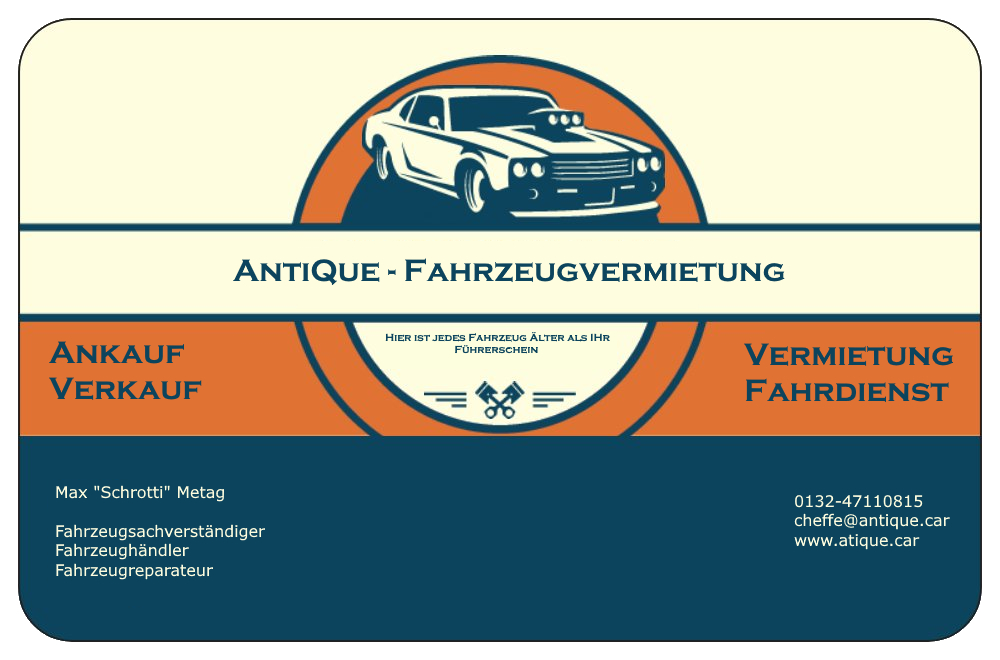 AntiQue - Fahrzeugvermietung
Hier ist jedes Fahrzeug Älter als IHr
Führerschein
Ankauf
Verkauf
Vermietung
Fahrdienst
Max "Schrotti" Metag
Fahrzeugsachverständiger
Fahrzeughändler
Fahrzeugreparateur
0132-47110815
cheffe@antique.car
www.atique.car